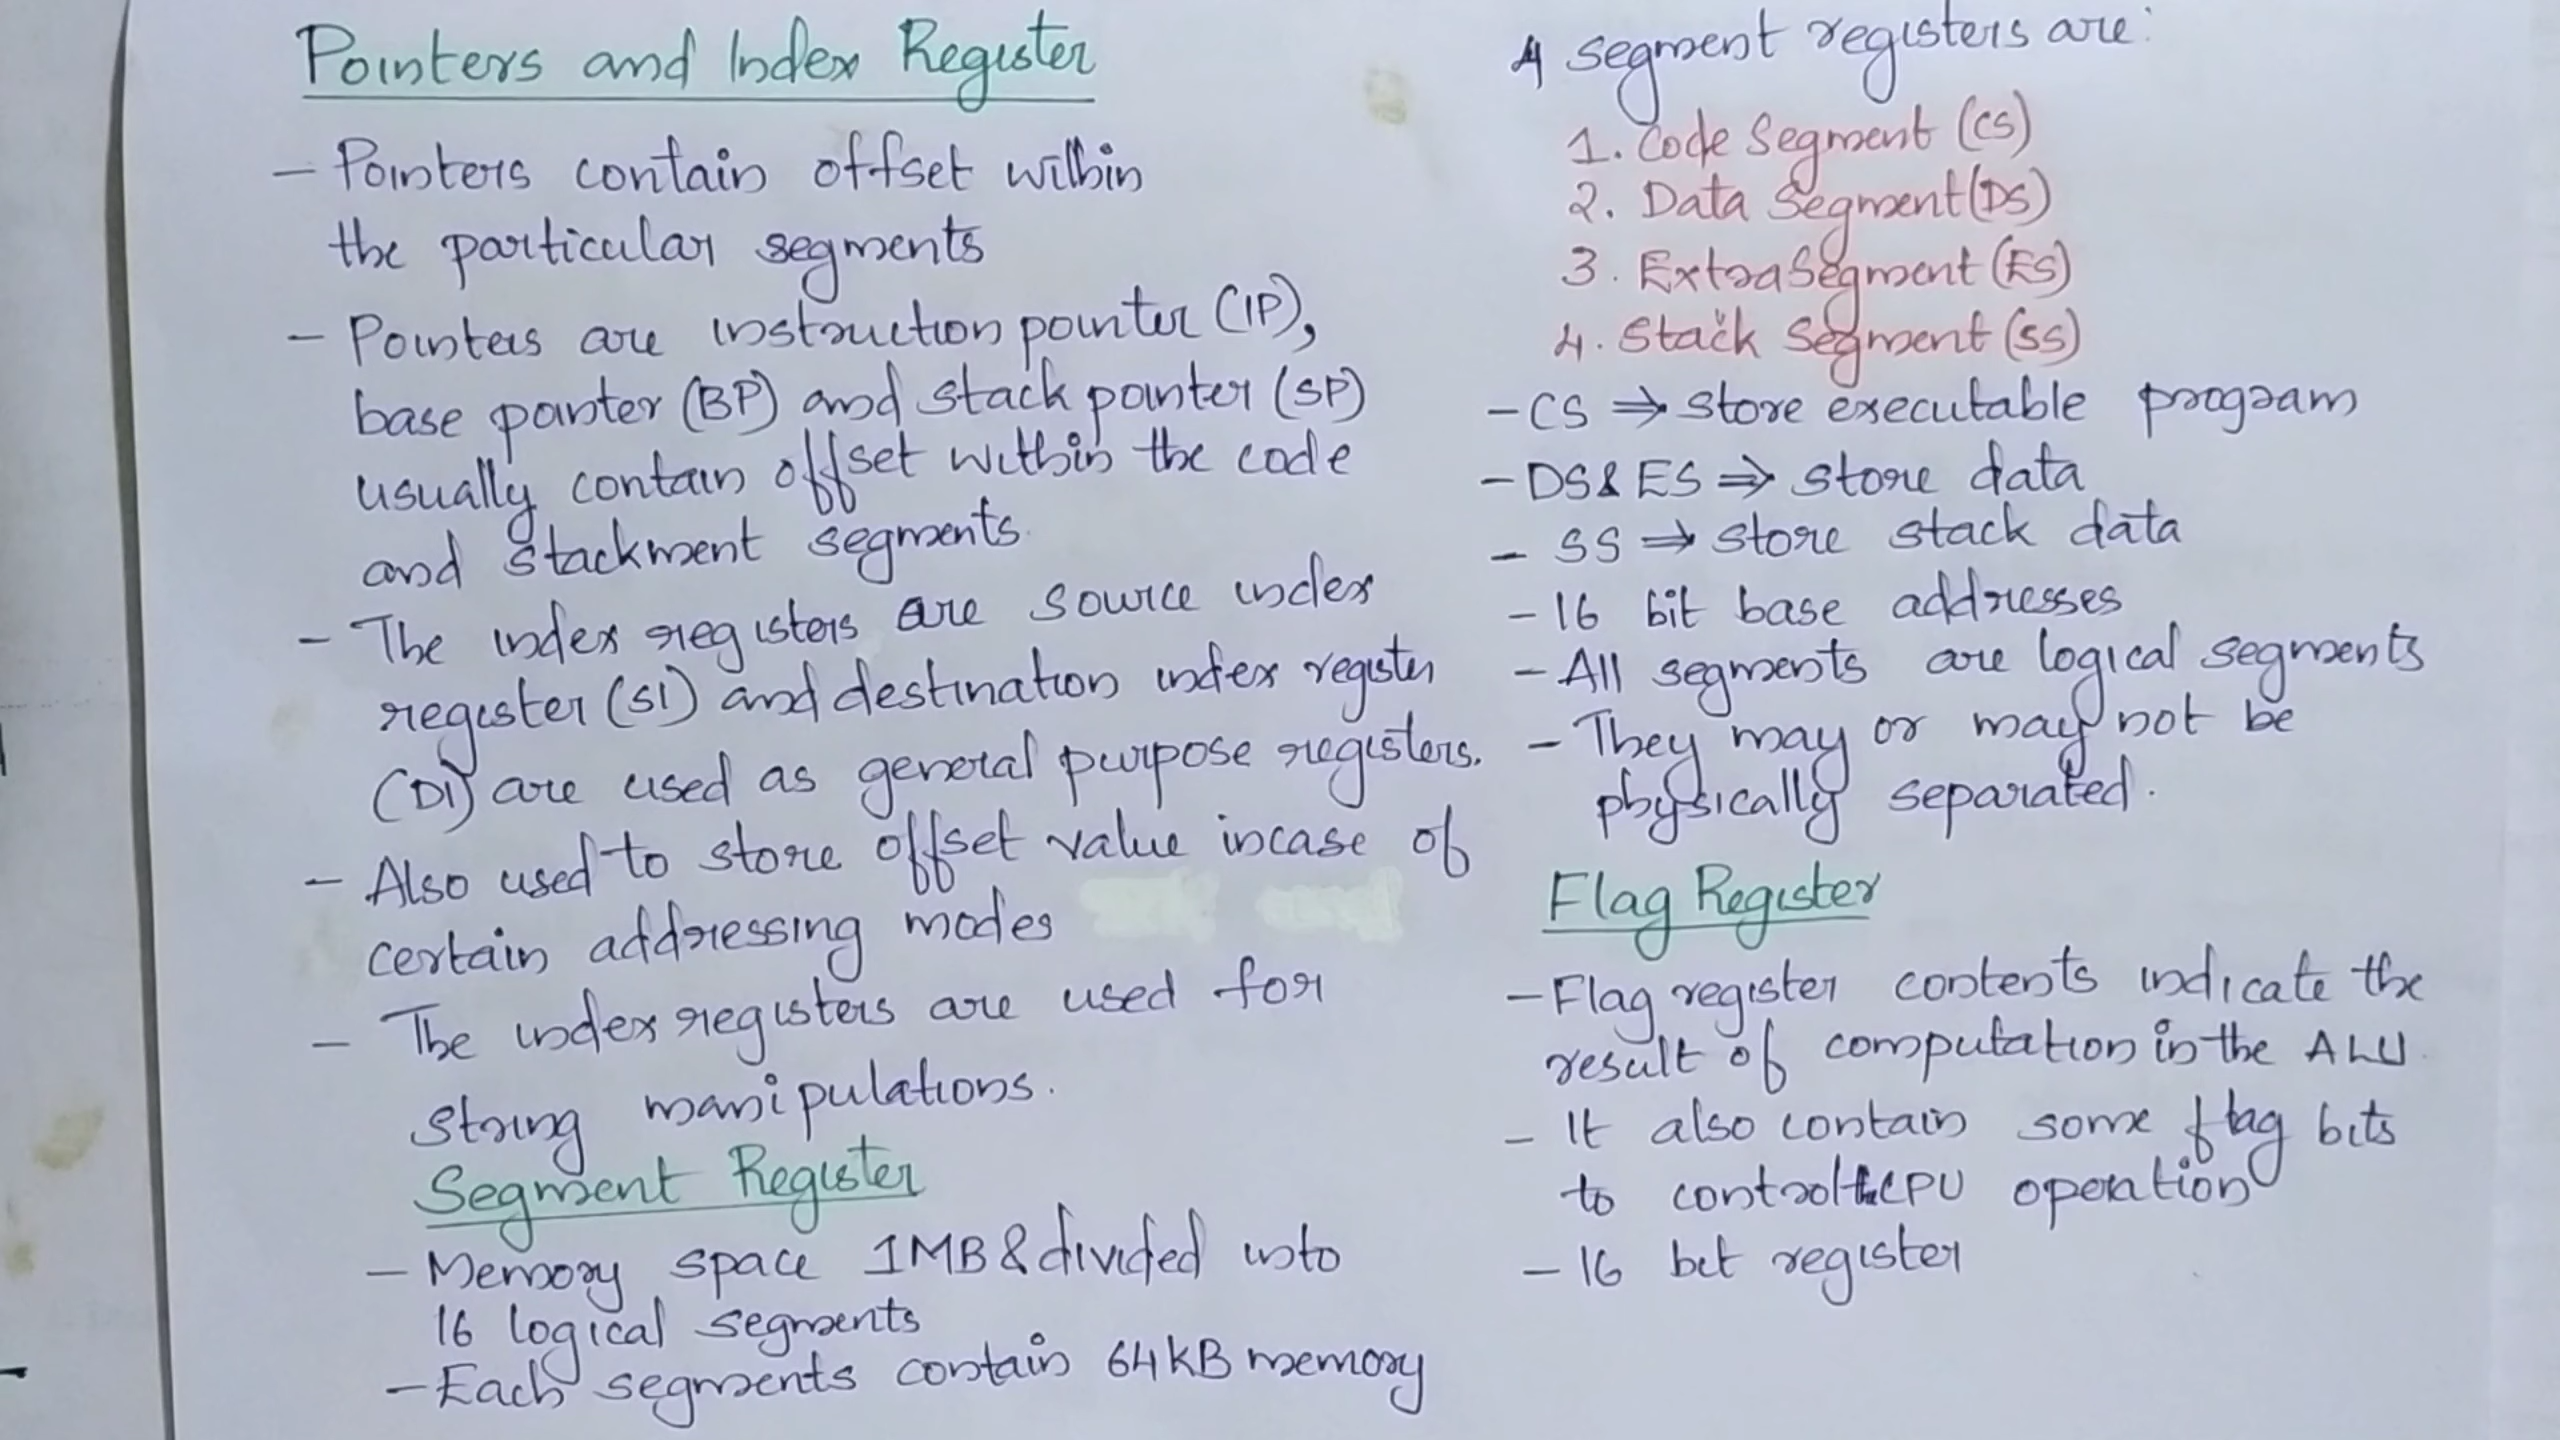 Pointers and Index Register
- Pointers contain offset within
the particular segments
- Pointers are instruction pointer (IP),
base pointer (BP) and stack pointer (SP)
usually contain offset within the code
and stackment segments.
- The index registers are source index
register (SI) and destination index register
(DI) are used as general purpose registers.
- Also used to store offset value incase of
certain addressing modes
- The index registers are used for
string manipulations.
Segment Register
- Memory space 1MB & divided into
16 logical segments
- Each segments contain 64kB memory
4 segment registers are:
1. Code Segment (CS)
2. Data Segment (DS)
3. Extra Segment (ES)
4. Stack Segment (SS)
- CS ⇒ store executable program
- DS & ES ⇒ store data
- SS ⇒ store stack data
- 16 bit base addresses
- All segments are logical segments
- They may or may not be
physically separated.
Flag Register
- Flag register contents indicate the
result of computation in the ALU.
- It also contain some flag bits
to control the CPU operation
- 16 bit register